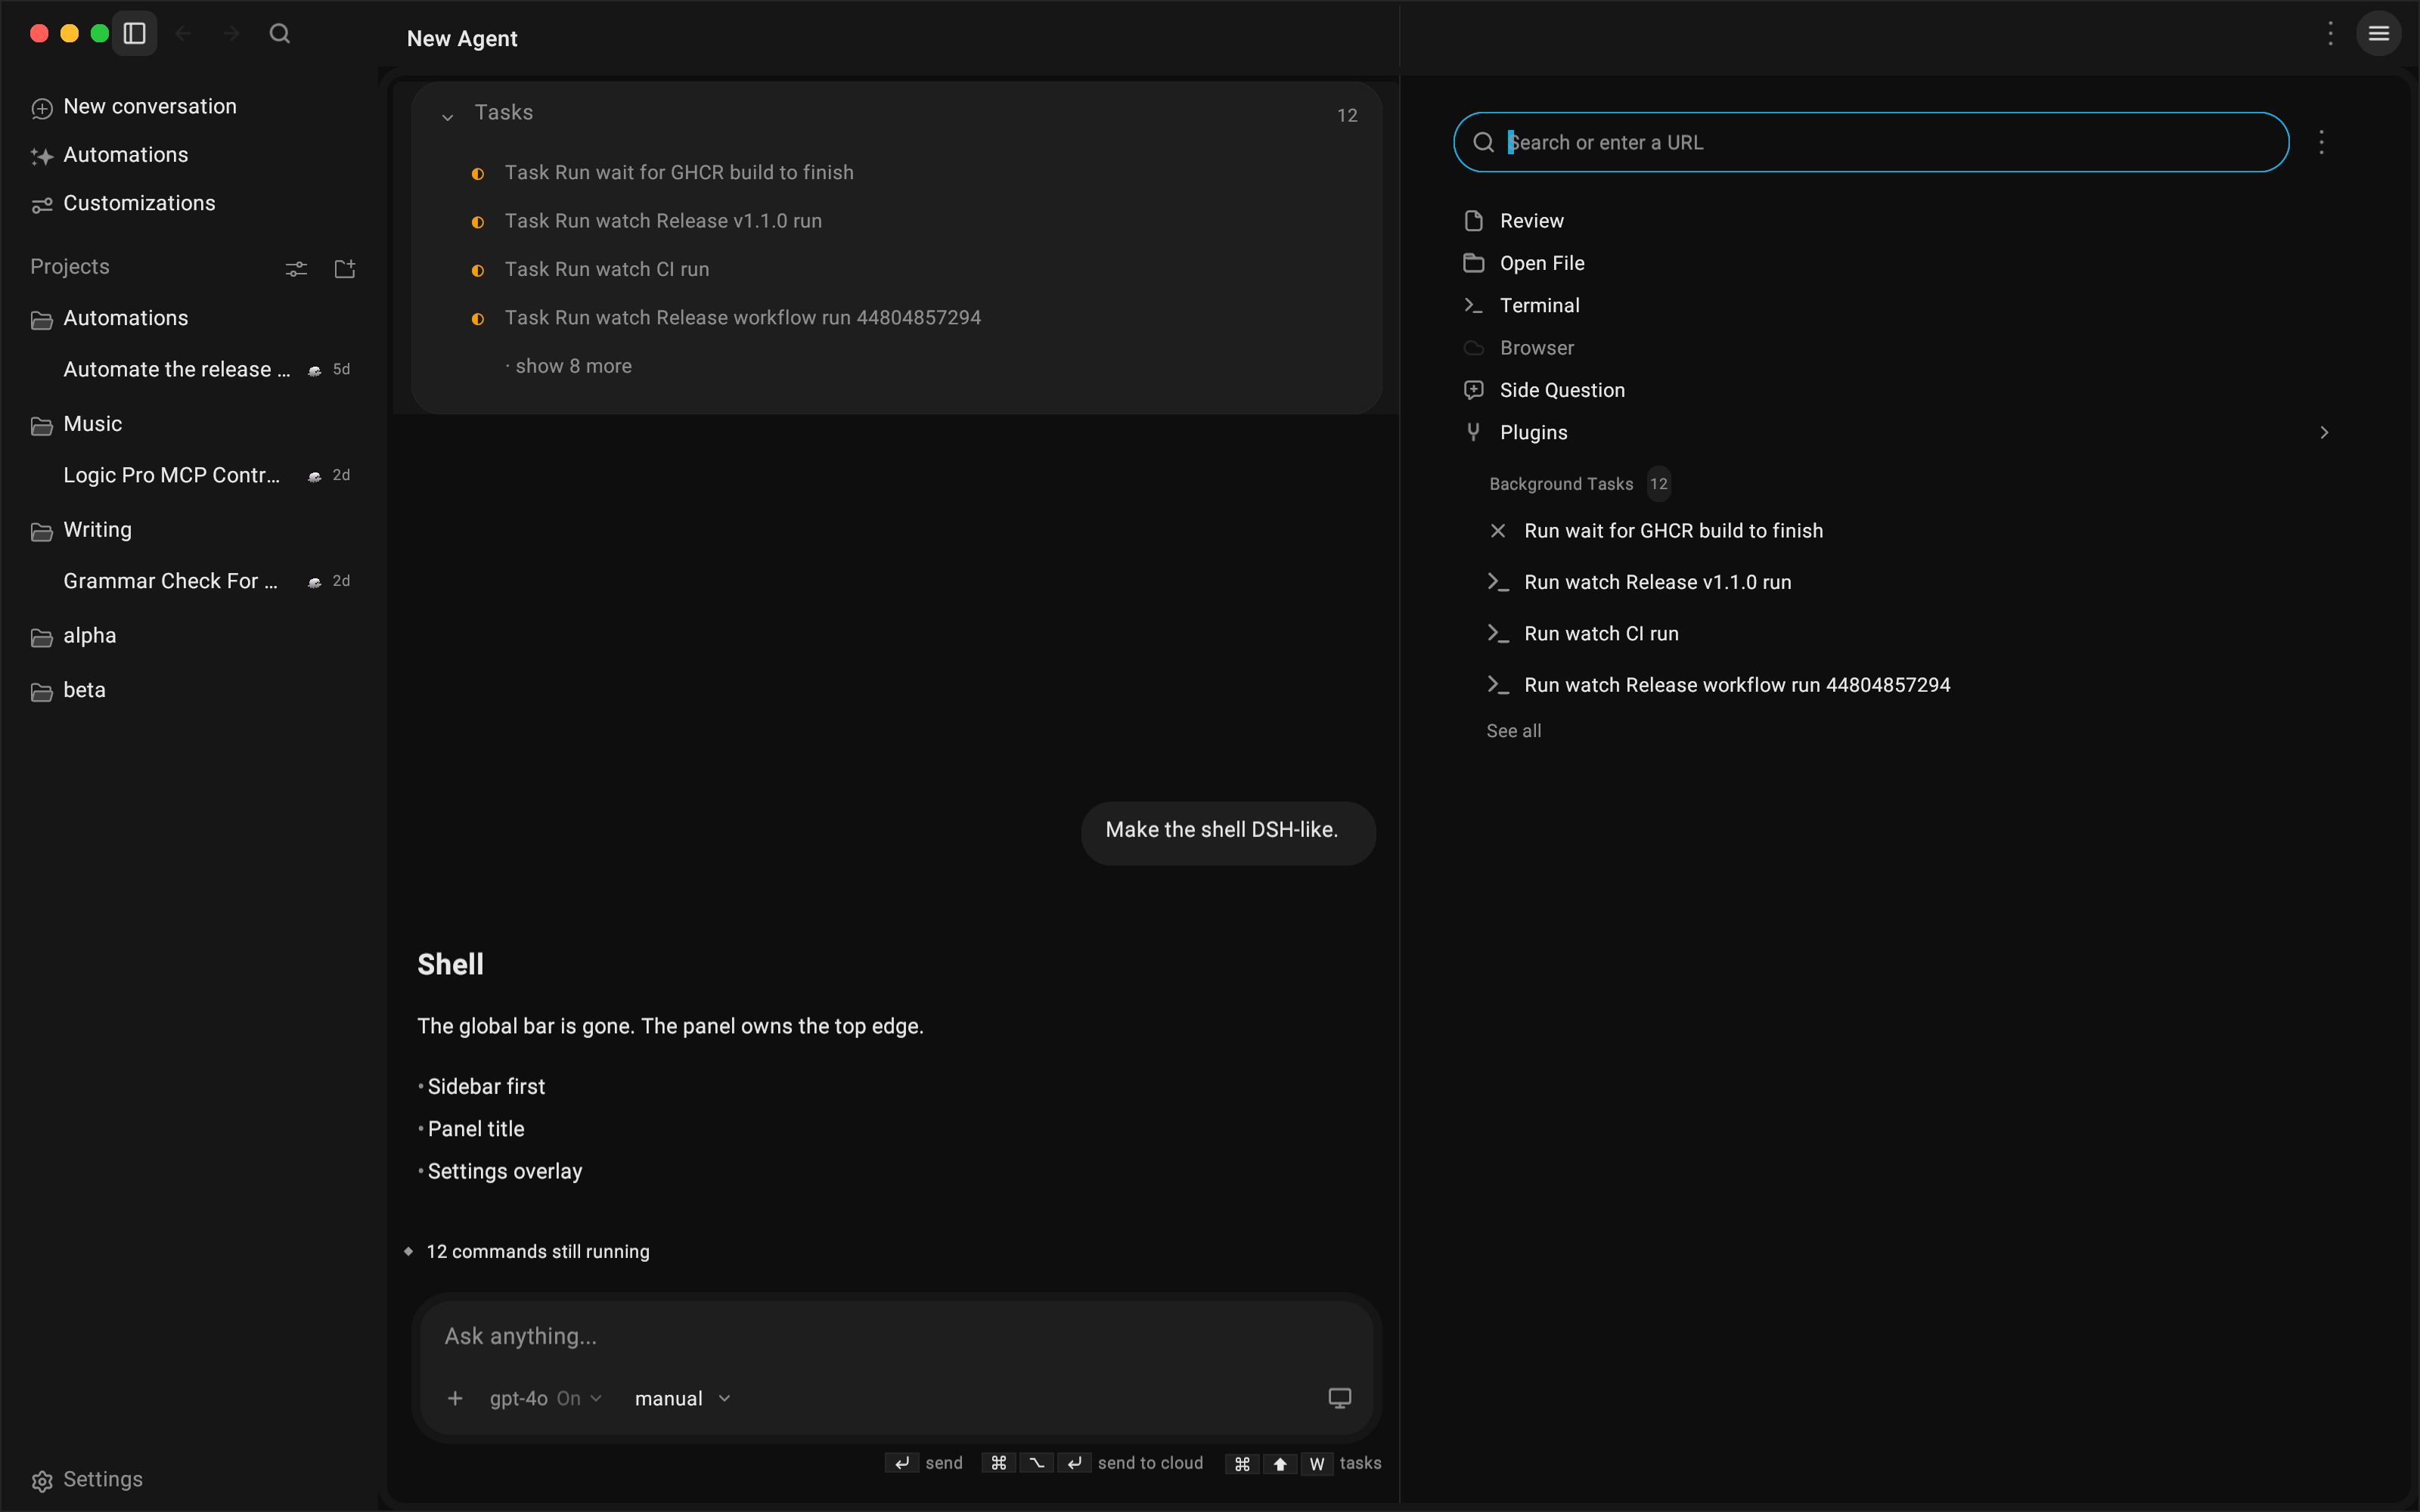 New Agent
New conversation
Automations
Customizations
Projects
Automations
Automate the release ... 5d
Music
Logic Pro MCP Contr... 2d
Writing
Grammar Check For ... 2d
alpha
beta
Settings
Tasks 12
Task Run wait for GHCR build to finish
Task Run watch Release v1.1.0 run
Task Run watch CI run
Task Run watch Release workflow run 44804857294
· show 8 more
Make the shell DSH-like.
Shell
The global bar is gone. The panel owns the top edge.
• Sidebar first
• Panel title
• Settings overlay
12 commands still running
Ask anything...
gpt-4o On manual
send ⌘ ⌥ send to cloud ⌘ W tasks
Search or enter a URL
Review
Open File
Terminal
Browser
Side Question
Plugins
Background Tasks 12
Run wait for GHCR build to finish
Run watch Release v1.1.0 run
Run watch CI run
Run watch Release workflow run 44804857294
See all